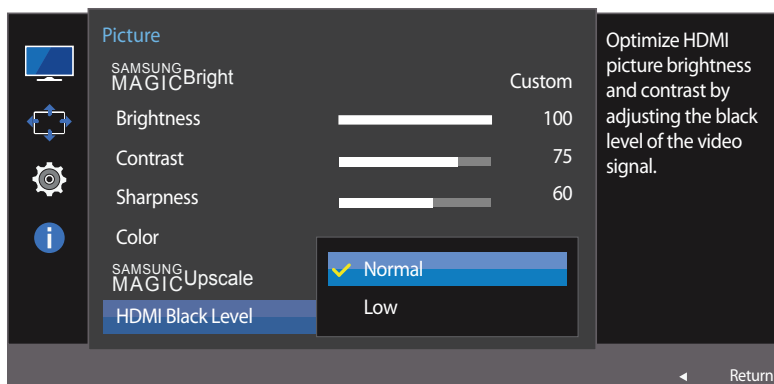 Picture
SAMSUNG
MAGICBright Custom
Brightness 100
Contrast 75
Sharpness 60
Color
SAMSUNG
MAGICUpscale
HDMI Black Level
Normal
Low
Optimize HDMI
picture brightness
and contrast by
adjusting the black
level of the video
signal.
Return